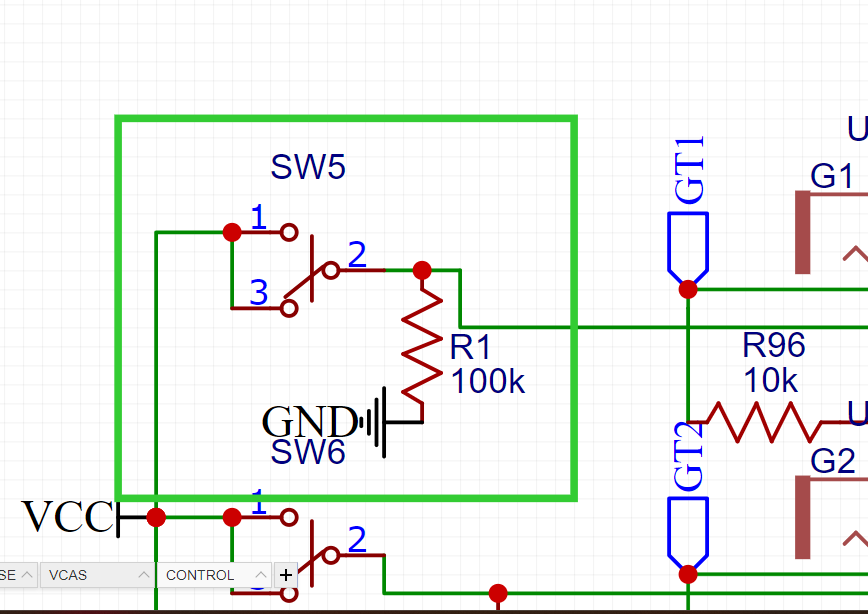 SW5
1
2
3
R1
100k
GND
SW6
VCC
1
2
GT1
G1
R96
10k
GT2
G2
SE
VCAS
CONTROL
+
U
U